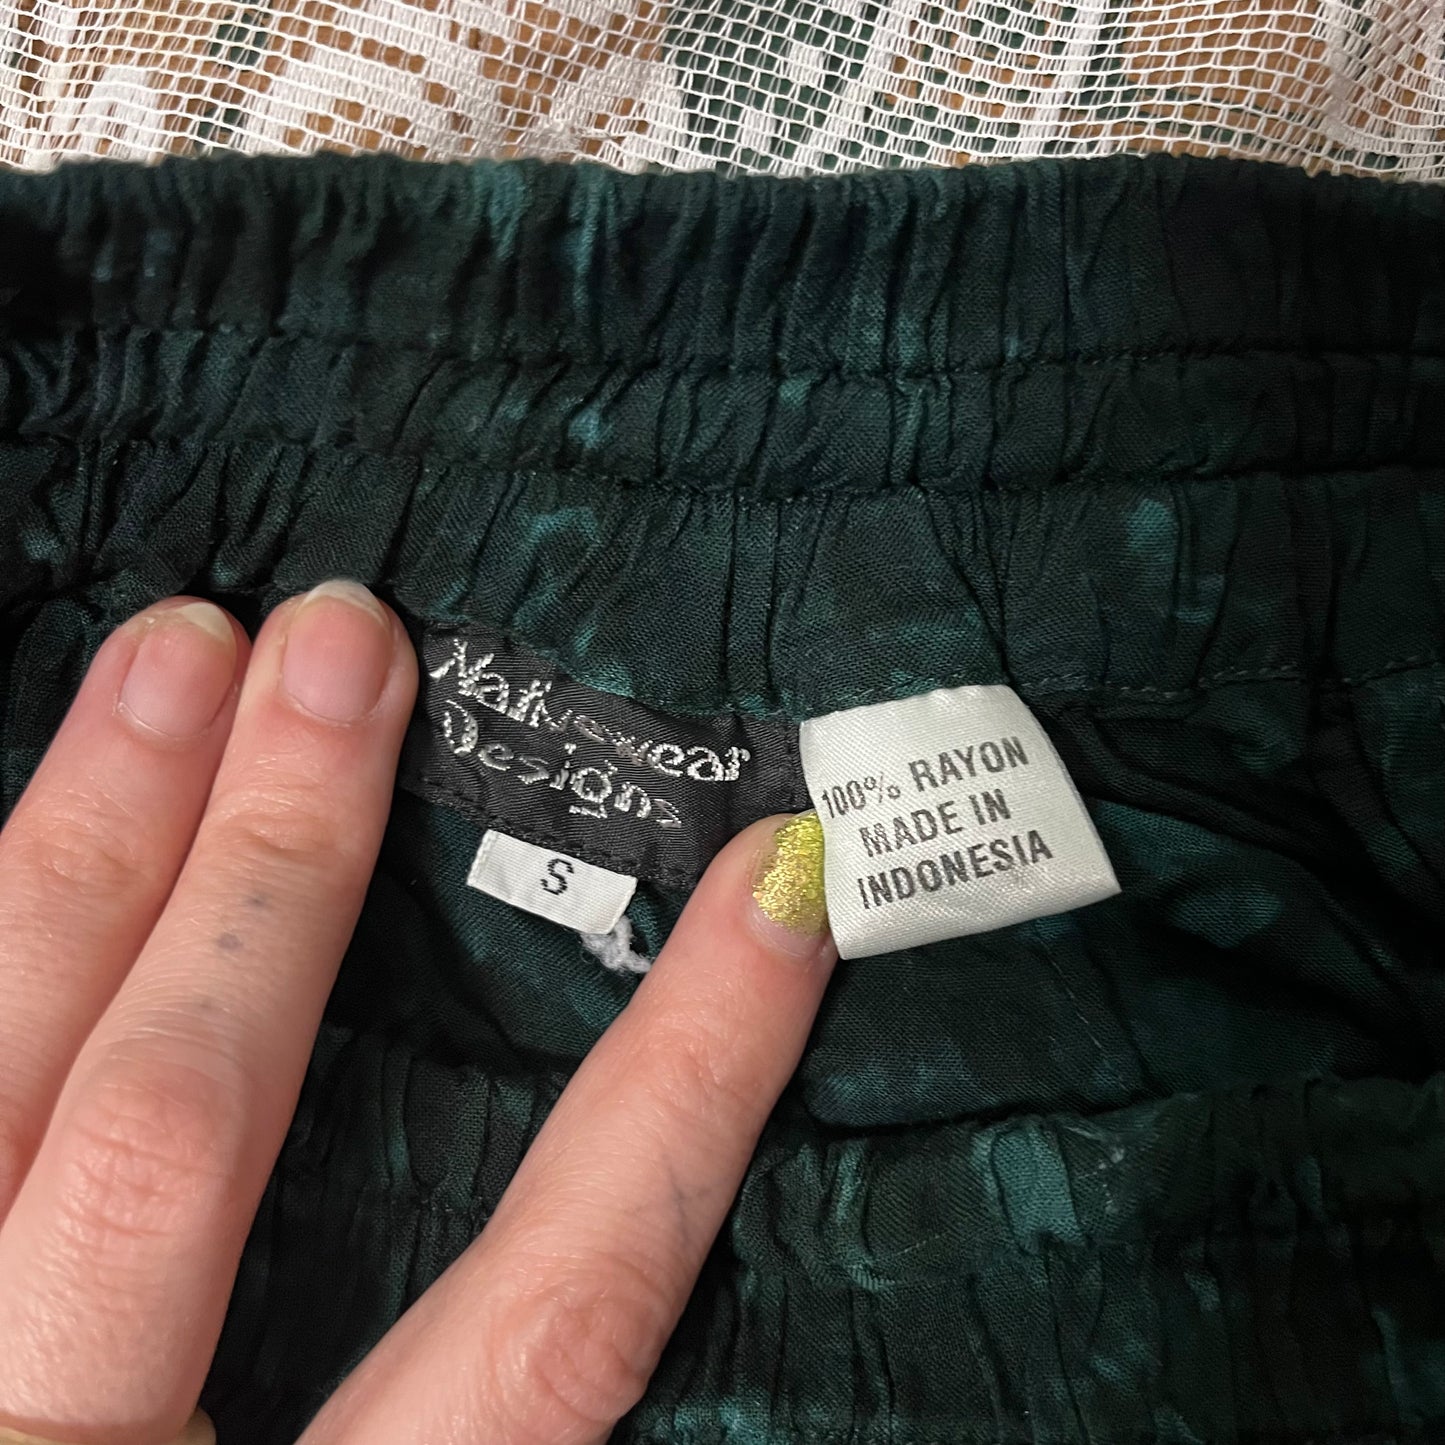 Nativewear
Designs
S
100% RAYON
MADE IN
INDONESIA